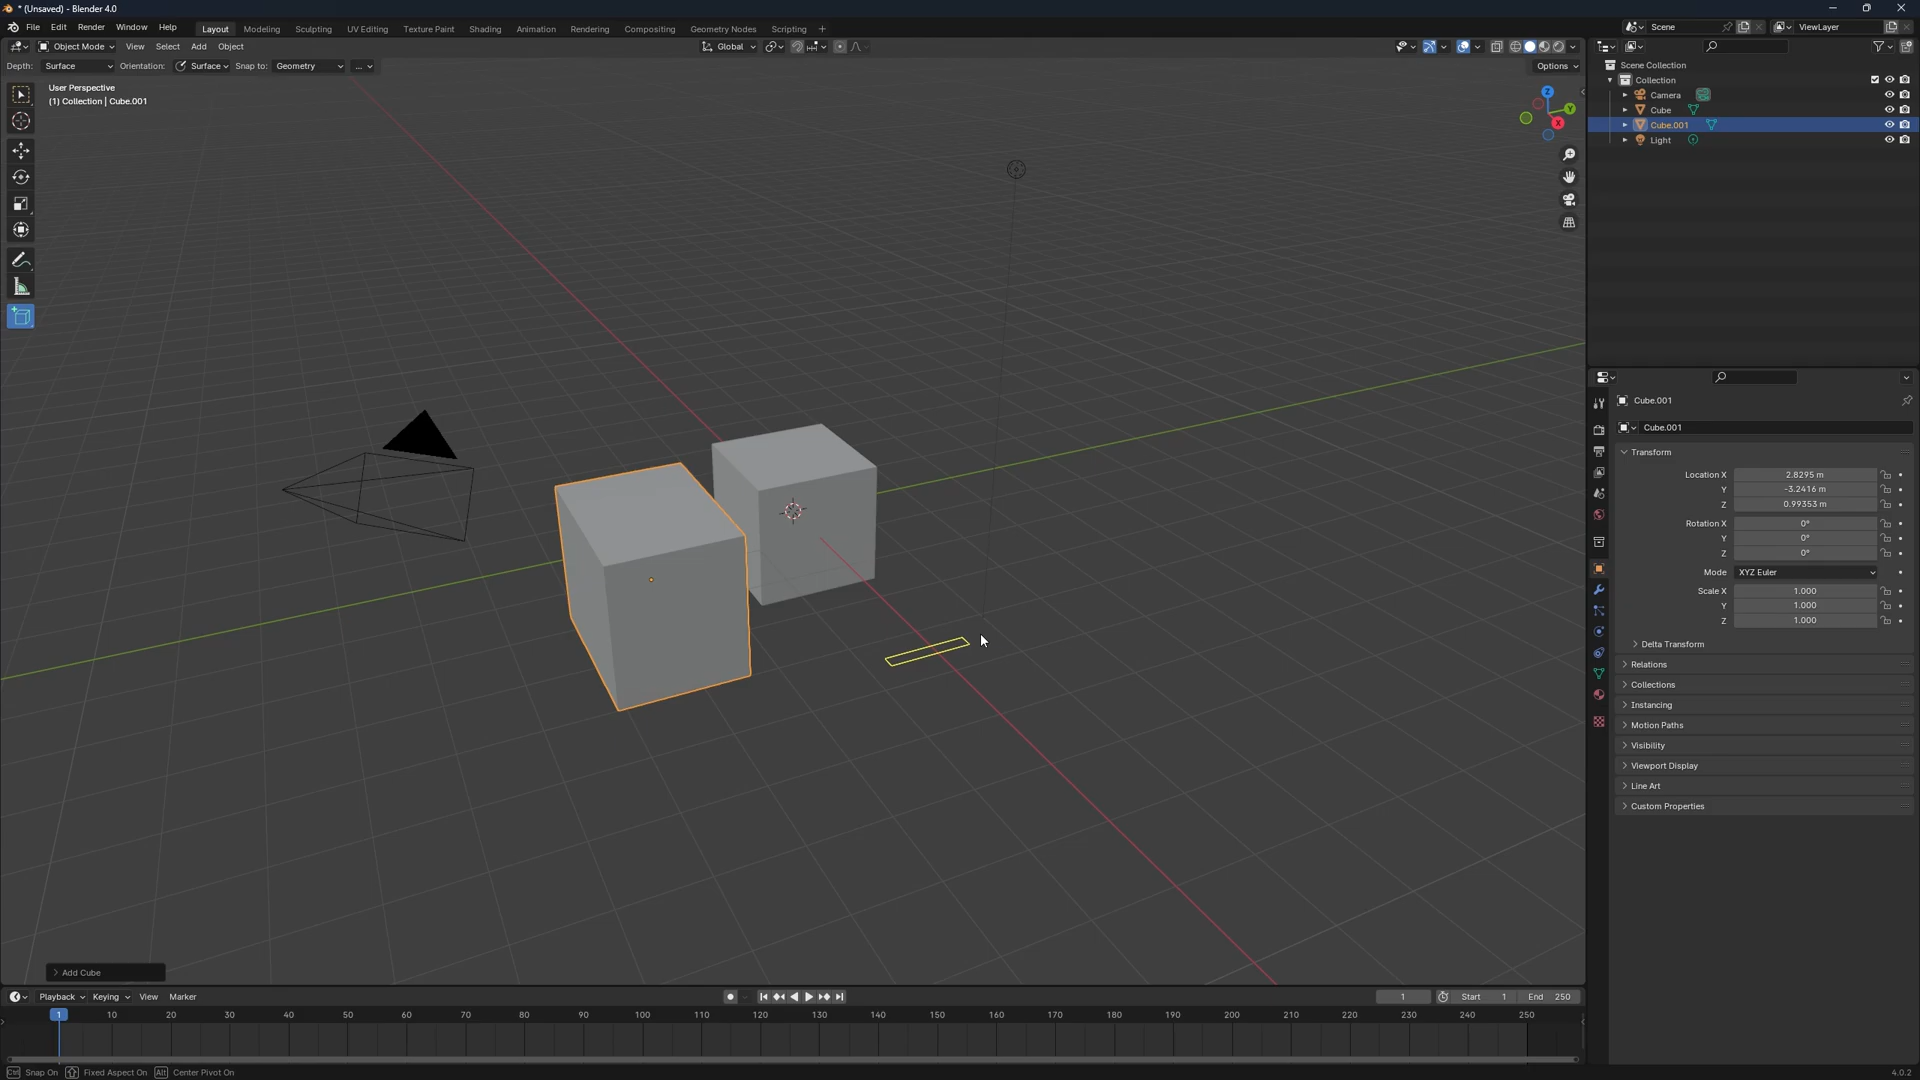 * (Unsaved) - Blender 4.0
File Edit Render Window Help Layout Modeling Sculpting UV Editing Texture Paint Shading Animation Rendering Compositing Geometry Nodes Scripting + Scene ViewLayer
Object Mode View Select Add Object Global Options
Depth: Surface Orientation: Surface Snap to: Geometry ...
User Perspective
(1) Collection | Cube.001
Z
Y
X
Scene Collection
Collection
Camera
Cube
Cube.001
Light
Cube.001
Cube.001
Transform
Location X 2.8295 m
Y -3.2416 m
Z 0.99353 m
Rotation X 0°
Y 0°
Z 0°
Mode XYZ Euler
Scale X 1.000
Y 1.000
Z 1.000
Delta Transform
Relations
Collections
Instancing
Motion Paths
Visibility
Viewport Display
Line Art
Custom Properties
Add Cube
Playback Keying View Marker 1 Start 1 End 250
1 10 20 30 40 50 60 70 80 90 100 110 120 130 140 150 160 170 180 190 200 210 220 230 240 250
Ctrl Snap On Fixed Aspect On Alt Center Pivot On 4.0.2